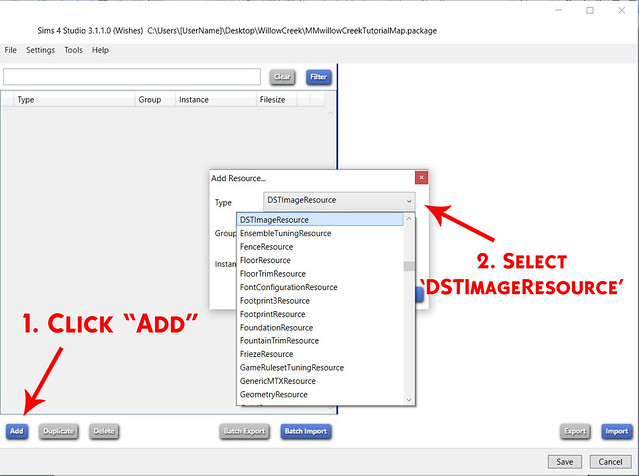 Sims 4 Studio 3.1.1.0 (Wishes) C:\Users\[UserName]\Desktop\WillowCreek\MMwillowCreekTutorialMap.package
File Settings Tools Help
Clear Filter
Type Group Instance Filesize
Add Resource...
Type DSTImageResource
DSTImageResource
Group
EnsembleTuningResource
FenceResource
FloorResource
Instan
FloorTrimResource
FontConfigurationResource
Footprint3Resource
FootprintResource
FoundationResource
FountainTrimResource
FriezeResource
GameRulesetTuningResource
GenericMTXResource
GeometryResource
2. Select
‘DSTImageResource’
1. Click “Add”
Add Duplicate Delete Batch Export Batch Import Export Import
Save Cancel